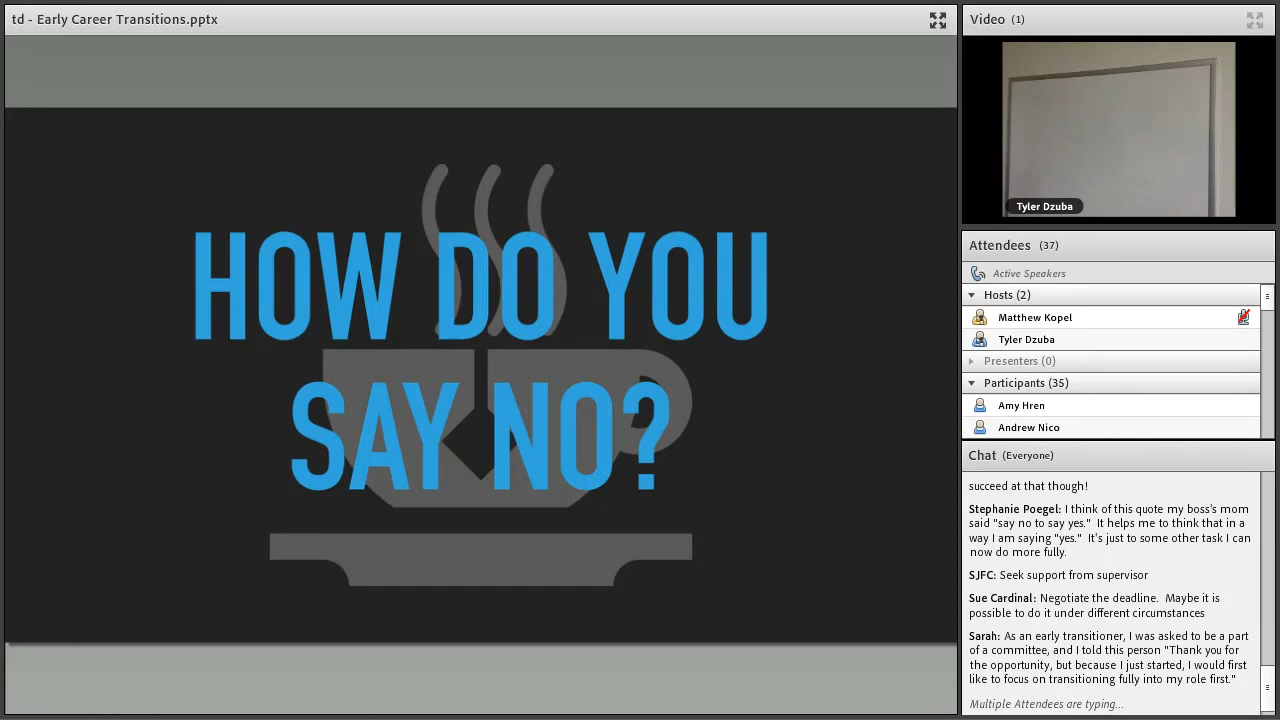 td - Early Career Transitions.pptx
HOW DO YOU
SAY NO?
Video (1)
Tyler Dzuba
Attendees (37)
Active Speakers
Hosts (2)
Matthew Kopel
Tyler Dzuba
Presenters (0)
Participants (35)
Amy Hren
Andrew Nico
Chat (Everyone)
succeed at that though!
Stephanie Poegel: I think of this quote my boss's mom
said "say no to say yes."  It helps me to think that in a
way I am saying "yes."  It's just to some other task I can
now do more fully.
SJFC: Seek support from supervisor
Sue Cardinal: Negotiate the deadline.  Maybe it is
possible to do it under different circumstances
Sarah: As an early transitioner, I was asked to be a part
of a committee, and I told this person "Thank you for
the opportunity, but because I just started, I would first
like to focus on transitioning fully into my role first."
Multiple Attendees are typing...